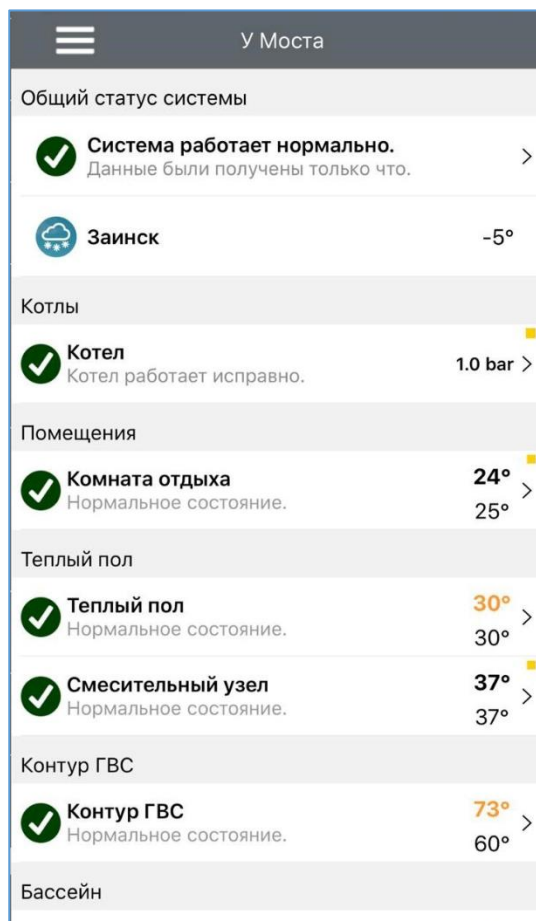 У Моста
Общий статус системы
Система работает нормально.
Данные были получены только что.
Заинск -5°
Котлы
Котел
Котел работает исправно.
1.0 bar
Помещения
Комната отдыха 24°
Нормальное состояние. 25°
Теплый пол
Теплый пол 30°
Нормальное состояние. 30°
Смесительный узел 37°
Нормальное состояние. 37°
Контур ГВС
Контур ГВС 73°
Нормальное состояние. 60°
Бассейн